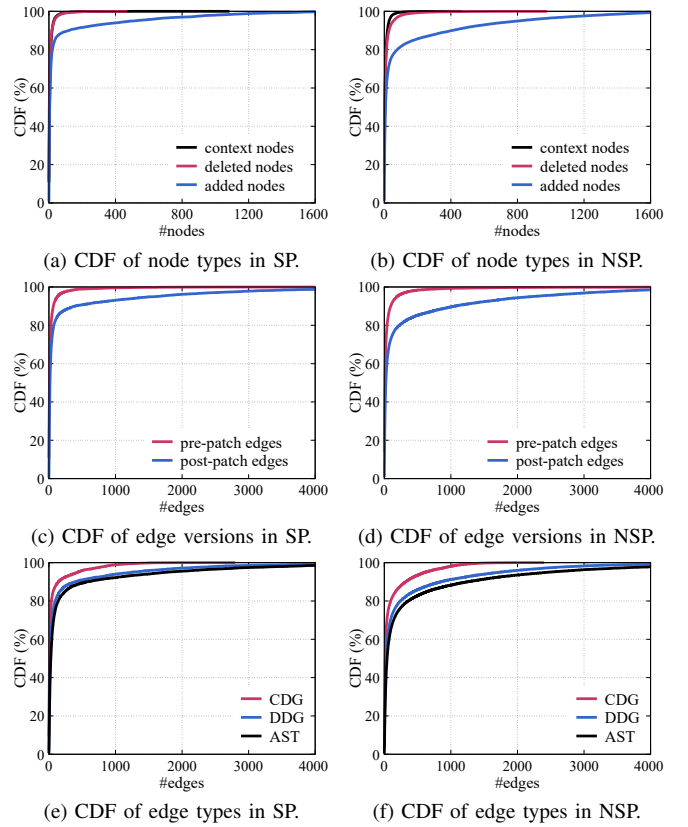 100
80
60
40
20
0
CDF (%)
context nodes
deleted nodes
added nodes
0 400 800 1200 1600
#nodes
(a) CDF of node types in SP.
100
80
60
40
20
0
CDF (%)
context nodes
deleted nodes
added nodes
0 400 800 1200 1600
#nodes
(b) CDF of node types in NSP.
100
80
60
40
20
0
CDF (%)
pre-patch edges
post-patch edges
0 1000 2000 3000 4000
#edges
(c) CDF of edge versions in SP.
100
80
60
40
20
0
CDF (%)
pre-patch edges
post-patch edges
0 1000 2000 3000 4000
#edges
(d) CDF of edge versions in NSP.
100
80
60
40
20
0
CDF (%)
CDG
DDG
AST
0 1000 2000 3000 4000
#edges
(e) CDF of edge types in SP.
100
80
60
40
20
0
CDF (%)
CDG
DDG
AST
0 1000 2000 3000 4000
#edges
(f) CDF of edge types in NSP.